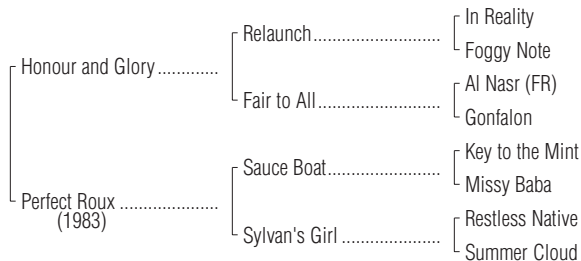 In Reality
Relaunch
Foggy Note
Honour and Glory
Al Nasr (FR)
Fair to All
Gonfalon
Key to the Mint
Sauce Boat
Missy Baba
Perfect Roux
(1983)
Restless Native
Sylvan's Girl
Summer Cloud